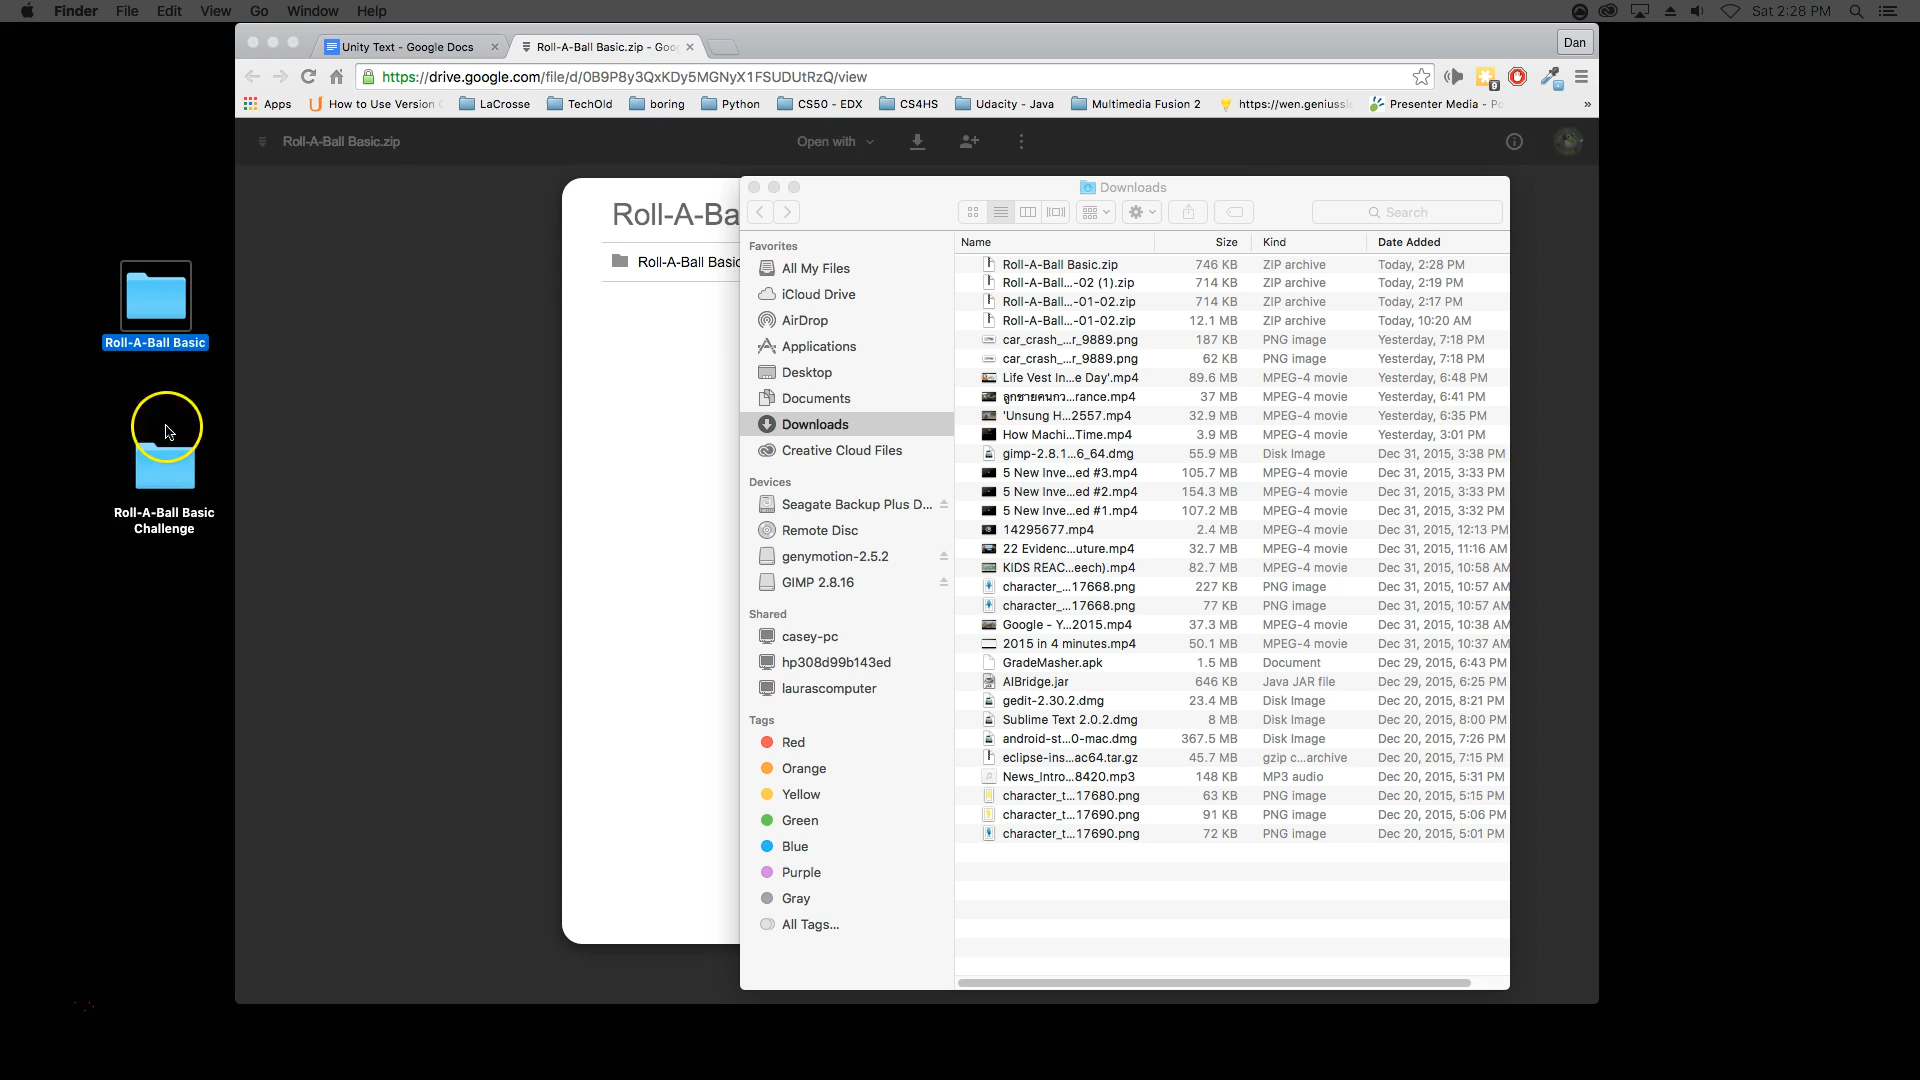 Finder File Edit View Go Window Help Sat 2:28 PM
Unity Text - Google Docs
Roll-A-Ball Basic.zip - Goo
Dan
https://drive.google.com/file/d/0B9P8y3QxKDy5MGNyX1FSUDUtRzQ/view
Apps How to Use Version LaCrosse TechOld boring Python CS50 - EDX CS4HS Udacity - Java Multimedia Fusion 2 https://wen.geniussi Presenter Media - Po »
Roll-A-Ball Basic.zip Open with
Roll-A-Ba
Roll-A-Ball Basic
Roll-A-Ball Basic
Roll-A-Ball Basic
Challenge
Downloads
Search
Favorites
All My Files
iCloud Drive
AirDrop
Applications
Desktop
Documents
Downloads
Creative Cloud Files
Devices
Seagate Backup Plus D...
Remote Disc
genymotion-2.5.2
GIMP 2.8.16
Shared
casey-pc
hp308d99b143ed
laurascomputer
Tags
Red
Orange
Yellow
Green
Blue
Purple
Gray
All Tags...
Name Size Kind Date Added
Roll-A-Ball Basic.zip 746 KB ZIP archive Today, 2:28 PM
Roll-A-Ball...-02 (1).zip 714 KB ZIP archive Today, 2:19 PM
Roll-A-Ball...-01-02.zip 714 KB ZIP archive Today, 2:17 PM
Roll-A-Ball...-01-02.zip 12.1 MB ZIP archive Today, 10:20 AM
car_crash_...r_9889.png 187 KB PNG image Yesterday, 7:18 PM
car_crash_...r_9889.png 62 KB PNG image Yesterday, 7:18 PM
Life Vest In...e Day'.mp4 89.6 MB MPEG-4 movie Yesterday, 6:48 PM
ลูกชายคนกว...rance.mp4 37 MB MPEG-4 movie Yesterday, 6:41 PM
'Unsung H...2557.mp4 32.9 MB MPEG-4 movie Yesterday, 6:35 PM
How Machi...Time.mp4 3.9 MB MPEG-4 movie Yesterday, 3:01 PM
gimp-2.8.1...6_64.dmg 55.9 MB Disk Image Dec 31, 2015, 3:38 PM
5 New Inve...ed #3.mp4 105.7 MB MPEG-4 movie Dec 31, 2015, 3:33 PM
5 New Inve...ed #2.mp4 154.3 MB MPEG-4 movie Dec 31, 2015, 3:33 PM
5 New Inve...ed #1.mp4 107.2 MB MPEG-4 movie Dec 31, 2015, 3:32 PM
14295677.mp4 2.4 MB MPEG-4 movie Dec 31, 2015, 12:13 PM
22 Evidenc...uture.mp4 32.7 MB MPEG-4 movie Dec 31, 2015, 11:16 AM
KIDS REAC...eech).mp4 82.7 MB MPEG-4 movie Dec 31, 2015, 10:58 AM
character_...17668.png 227 KB PNG image Dec 31, 2015, 10:57 AM
character_...17668.png 77 KB PNG image Dec 31, 2015, 10:57 AM
Google - Y...2015.mp4 37.3 MB MPEG-4 movie Dec 31, 2015, 10:38 AM
2015 in 4 minutes.mp4 50.1 MB MPEG-4 movie Dec 31, 2015, 10:37 AM
GradeMasher.apk 1.5 MB Document Dec 29, 2015, 6:43 PM
AIBridge.jar 646 KB Java JAR file Dec 29, 2015, 6:25 PM
gedit-2.30.2.dmg 23.4 MB Disk Image Dec 20, 2015, 8:21 PM
Sublime Text 2.0.2.dmg 8 MB Disk Image Dec 20, 2015, 8:00 PM
android-st...0-mac.dmg 367.5 MB Disk Image Dec 20, 2015, 7:26 PM
eclipse-ins...ac64.tar.gz 45.7 MB gzip c...archive Dec 20, 2015, 7:15 PM
News_Intro...8420.mp3 148 KB MP3 audio Dec 20, 2015, 5:31 PM
character_t...17680.png 63 KB PNG image Dec 20, 2015, 5:15 PM
character_t...17690.png 91 KB PNG image Dec 20, 2015, 5:06 PM
character_t...17690.png 72 KB PNG image Dec 20, 2015, 5:01 PM